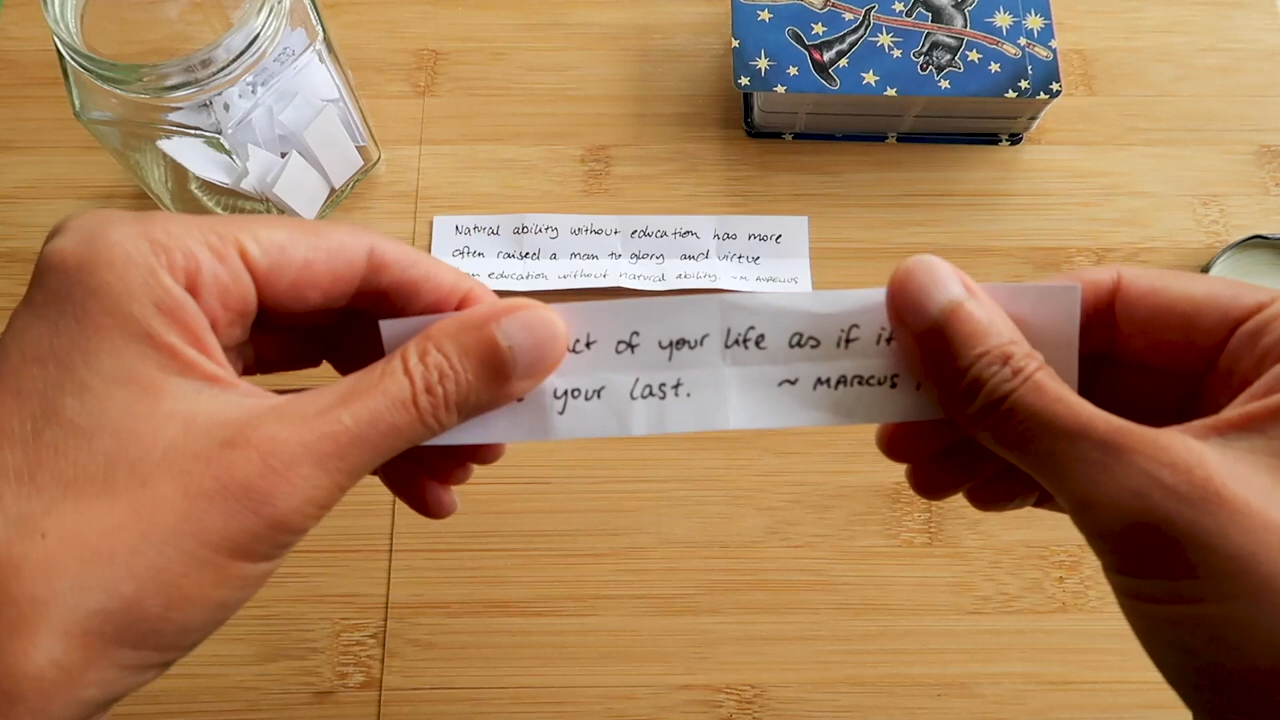 Natural ability without education has more
often raised a man to glory and virtue
education without natural ability. ~M. AURELIUS
of your life as if it
your last. ~ MARCUS